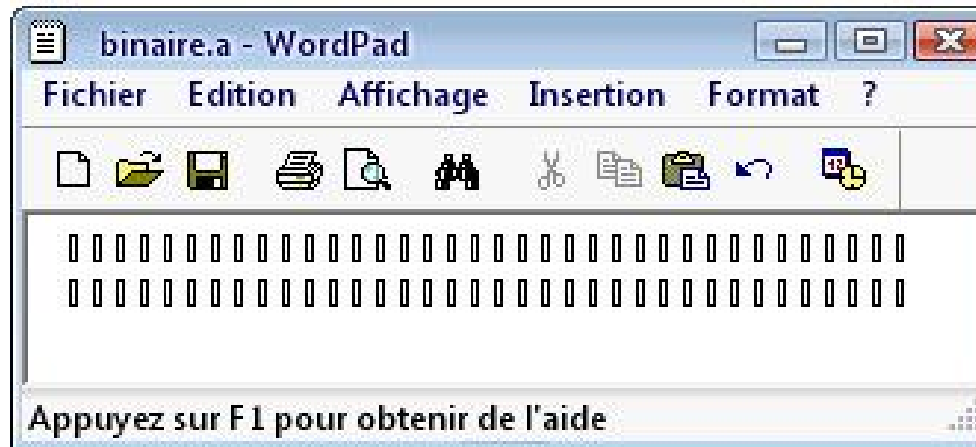 binaire.a - WordPad
Fichier Edition Affichage Insertion Format ?
▯▯▯▯▯▯▯▯▯▯▯▯▯▯▯▯▯▯▯▯▯▯▯▯▯▯▯▯▯▯▯▯▯▯▯▯
▯▯▯▯▯▯▯▯▯▯▯▯▯▯▯▯▯▯▯▯▯▯▯▯▯▯▯▯▯▯▯▯▯▯▯▯
Appuyez sur F1 pour obtenir de l'aide